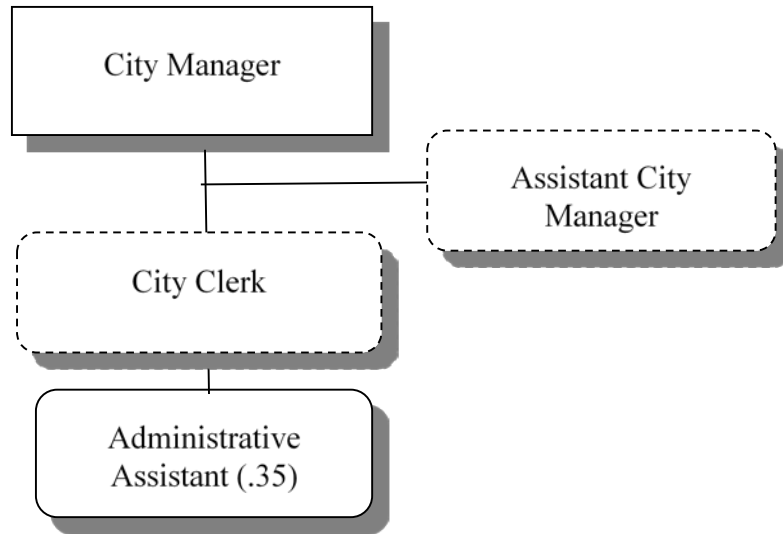 City Manager
Assistant City
Manager
City Clerk
Administrative
Assistant (.35)